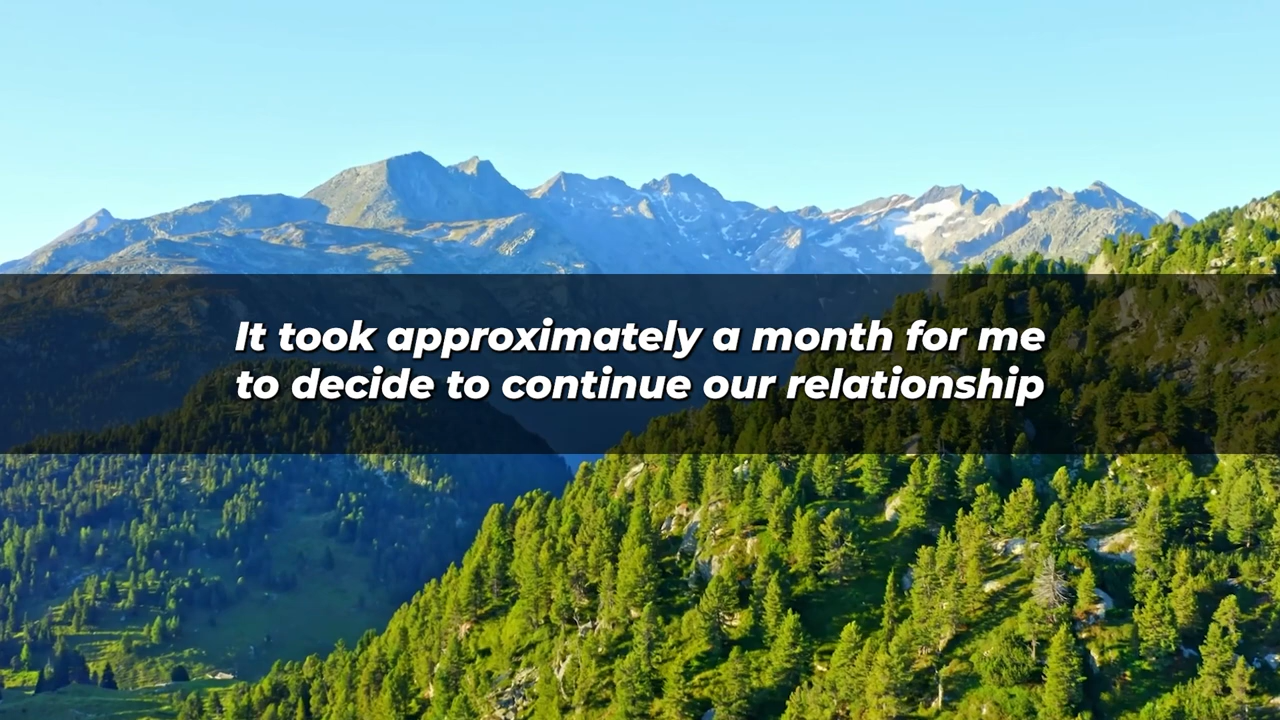 It took approximately a month for me
to decide to continue our relationship